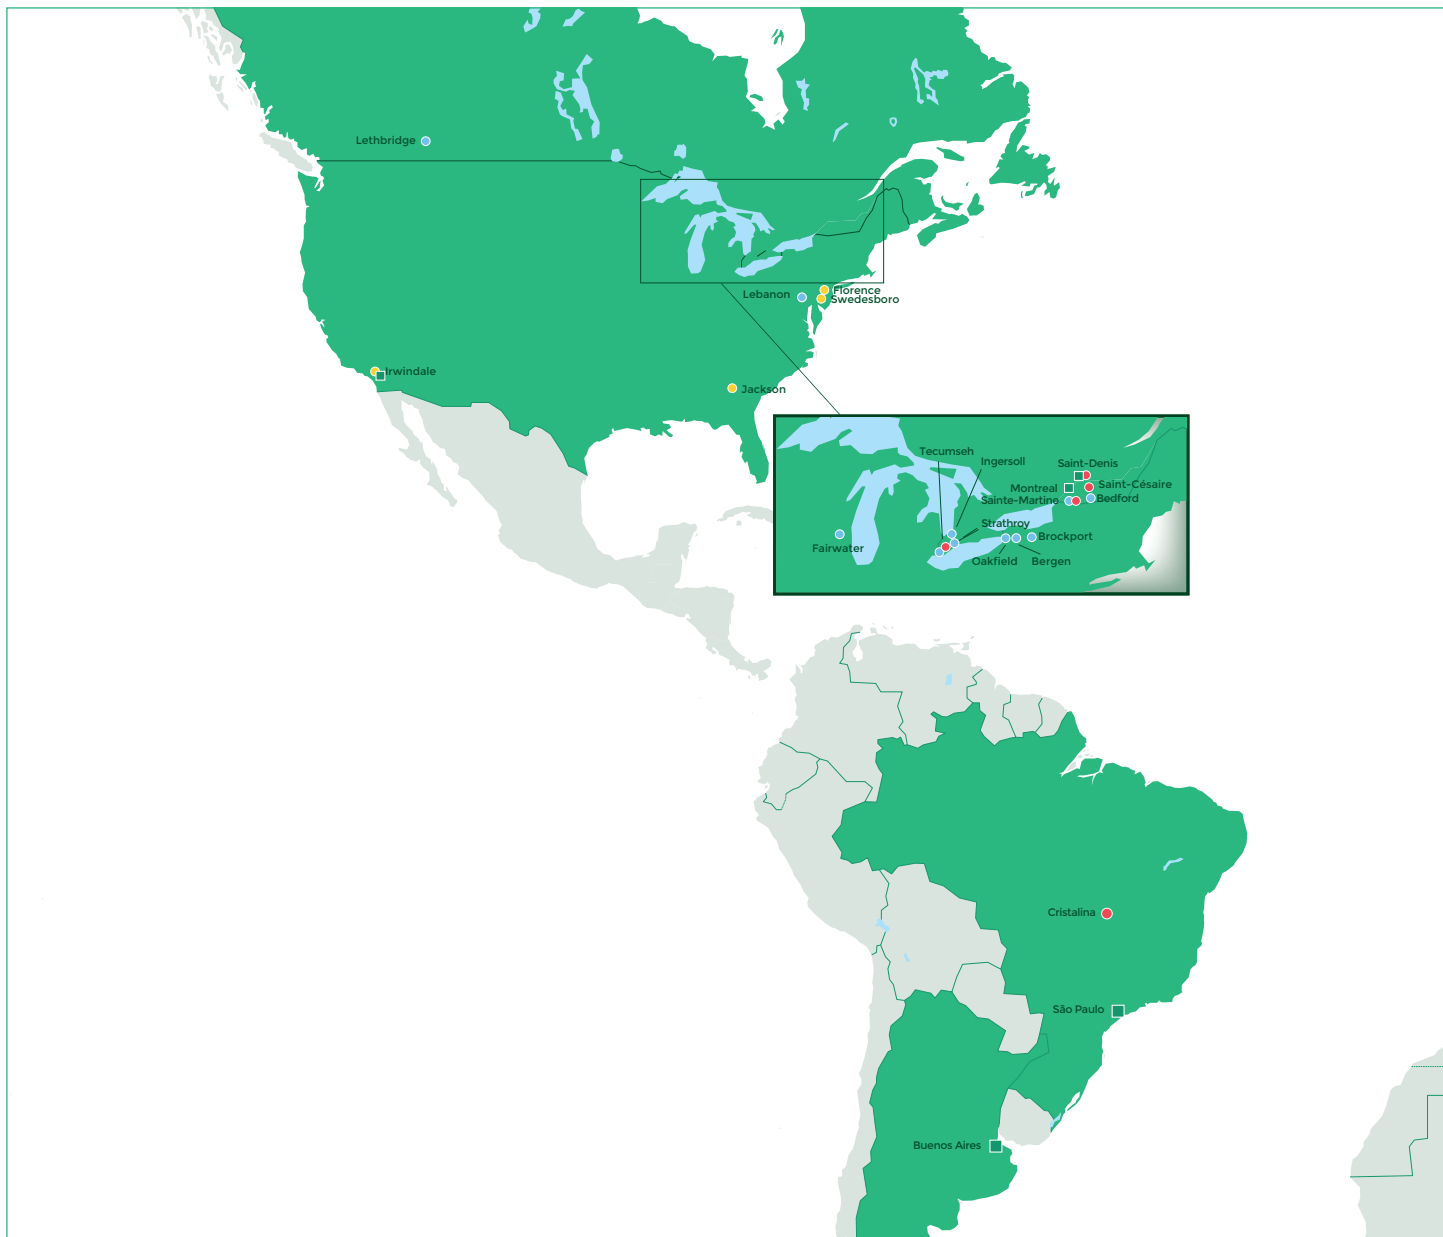 Lethbridge
Lebanon
Florence
Swedesboro
Irwindale
Jackson
Tecumseh
Ingersoll
Saint-Denis
Montreal
Saint-Césaire
Sainte-Martine
Bedford
Strathroy
Fairwater
Brockport
Oakfield
Bergen
Cristalina
São Paulo
Buenos Aires